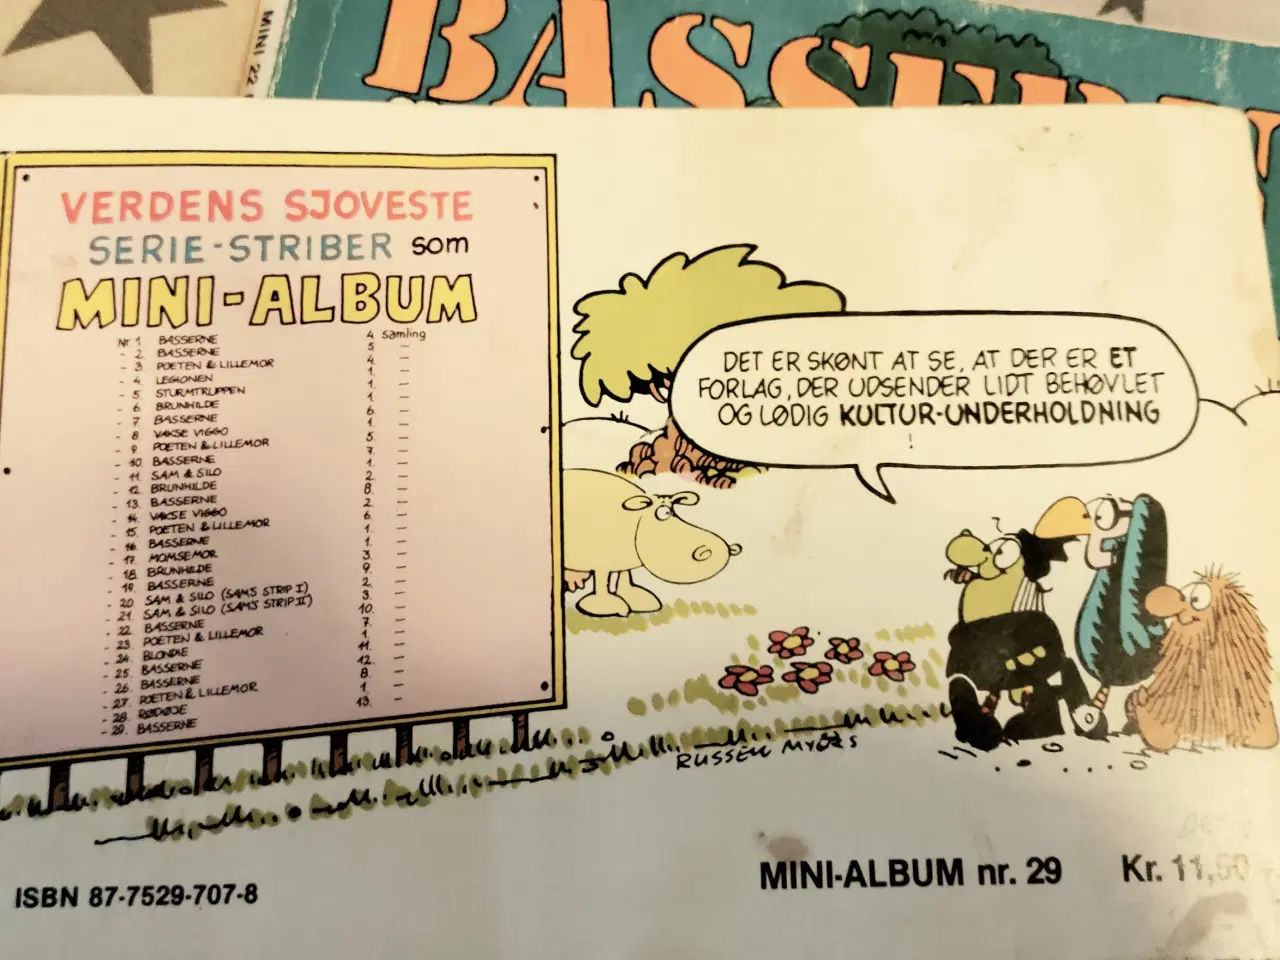 MINI 22
BASSERN
VERDENS SJOVESTE
SERIE-STRIBER som
MINI-ALBUM
Nr 1 BASSERNE 4. samling
- 2. BASSERNE 5. —
- 3 POETEN & LILLEMOR 4. —
- 4. LEGIONEN 1. —
- 5. STURMTRUPPEN 1. —
- 6. BRUNHILDE 1. —
- 7 BASSERNE 6. —
- 8 VAKSE VIGGO 1. —
- 9 POETEN & LILLEMOR 5. —
- 10. BASSERNE 7. —
- 11. SAM & SILO 1. —
- 12. BRUNHILDE 2. —
- 13. BASSERNE 8. —
- 14. VAKSE VIGGO 2. —
- 15. POETEN & LILLEMOR 6. —
- 16. BASSERNE 1. —
- 17. MOMSEMOR 1. —
- 18. BRUNHILDE 3. —
- 19. BASSERNE 9. —
- 20 SAM & SILO (SAM'S STRIP I) 2. —
- 21. SAM & SILO (SAM'S STRIP II) 3. —
- 22. BASSERNE 10. —
- 23. POETEN & LILLEMOR 7. —
- 24. BLONDIE 1. —
- 25. BASSERNE 11. —
- 26. BASSERNE 12. —
- 27. POETEN & LILLEMOR 8. —
- 28. RØDØJE 1. —
- 29. BASSERNE 13. —
DET ER SKØNT AT SE, AT DER ER ET
FORLAG, DER UDSENDER LIDT BEHØVLET
OG LØDIG KULTUR-UNDERHOLDNING
!
RUSSELL MYERS
ISBN 87-7529-707-8
MINI-ALBUM nr. 29 Kr. 11,50